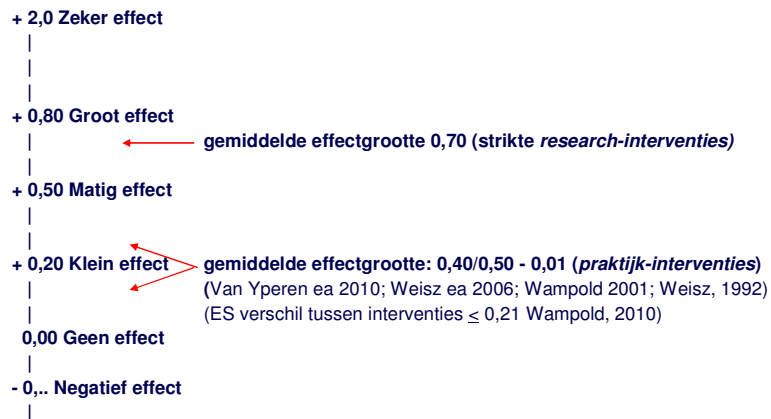 + 2,0 Zeker effect
|
|
|
+ 0,80 Groot effect
| gemiddelde effectgrootte 0,70 (strikte research-interventies)
|
+ 0,50 Matig effect
|
|
+ 0,20 Klein effect gemiddelde effectgrootte: 0,40/0,50 - 0,01 (praktijk-interventies)
| (Van Yperen ea 2010; Weisz ea 2006; Wampold 2001; Weisz, 1992)
| (ES verschil tussen interventies ≤ 0,21 Wampold, 2010)
0,00 Geen effect
|
- 0,.. Negatief effect
|